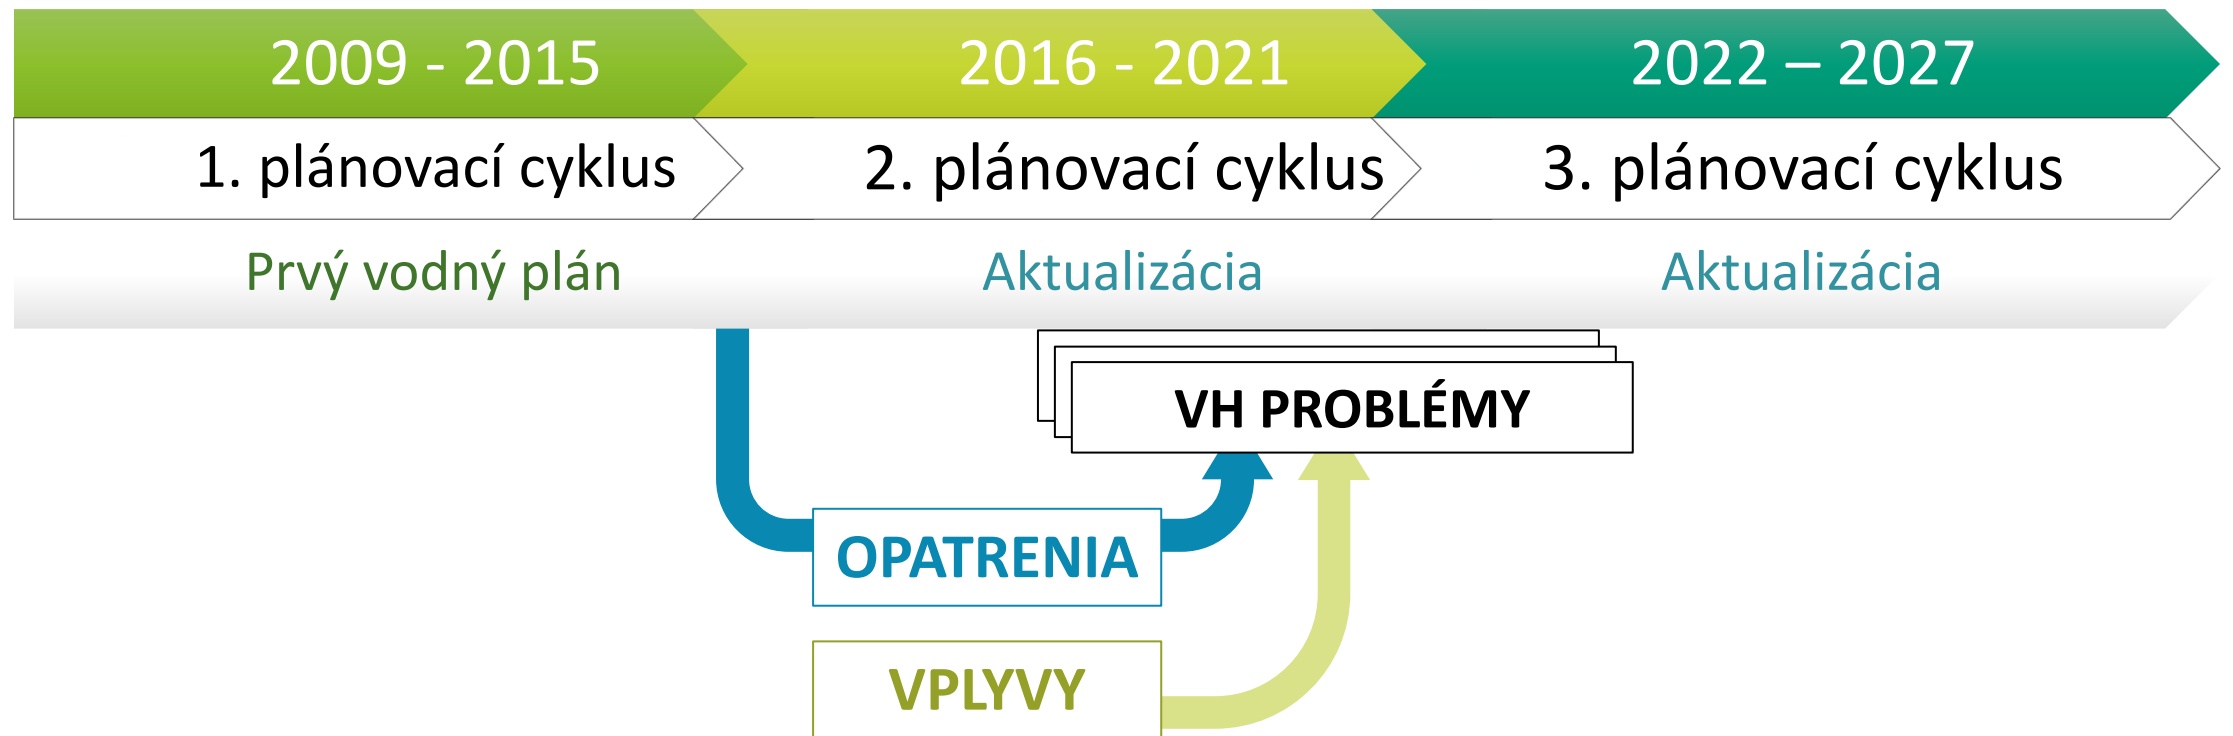 2009 - 2015
2016 - 2021
2022 – 2027
1. plánovací cyklus
2. plánovací cyklus
3. plánovací cyklus
Prvý vodný plán
Aktualizácia
Aktualizácia
VH PROBLÉMY
OPATRENIA
VPLYVY